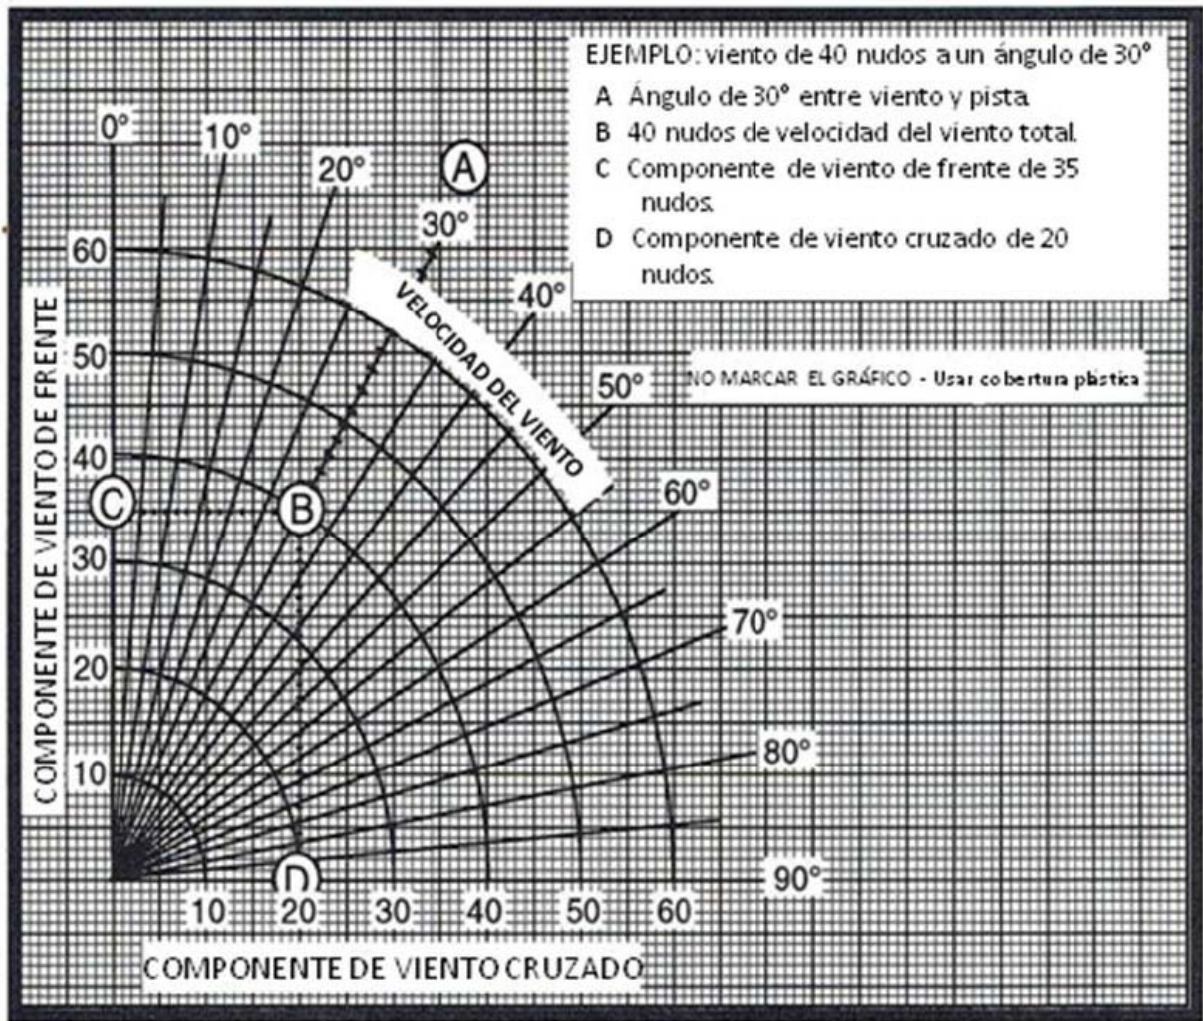 EJEMPLO: viento de 40 nudos a un ángulo de 30°
A Ángulo de 30° entre viento y pista
B 40 nudos de velocidad del viento total.
C Componente de viento de frente de 35
nudos.
D Componente de viento cruzado de 20
nudos.
0°
10°
20°
A
30°
40°
50°
60°
70°
80°
90°
VELOCIDAD DEL VIENTO
NO MARCAR EL GRÁFICO - Usar cobertura plástica
COMPONENTE DE VIENTO DE FRENTE
60
50
40
C
B
30
20
10
D
10 20 30 40 50 60
COMPONENTE DE VIENTO CRUZADO